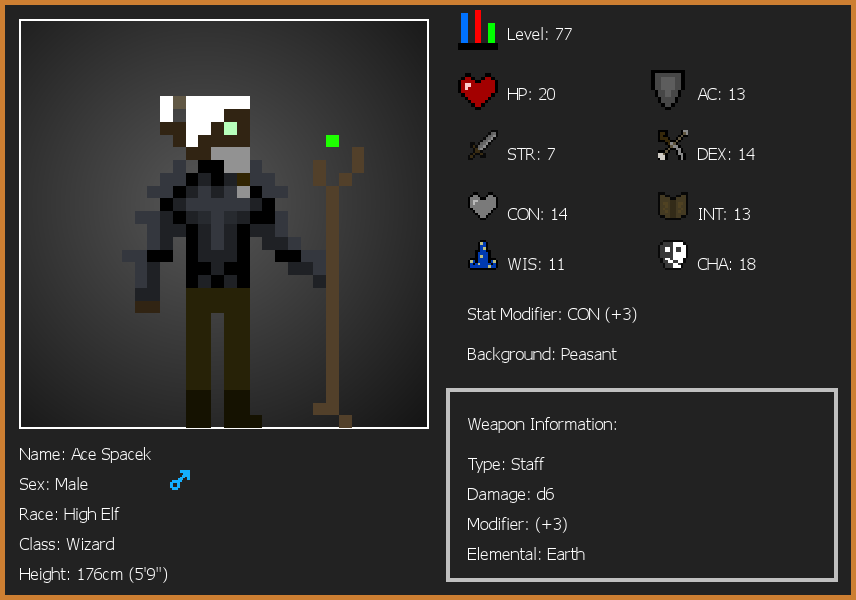 Level: 77
HP: 20
AC: 13
STR: 7
DEX: 14
CON: 14
INT: 13
WIS: 11
CHA: 18
Stat Modifier: CON (+3)
Background: Peasant
Weapon Information:
Type: Staff
Damage: d6
Modifier: (+3)
Elemental: Earth
Name: Ace Spacek
Sex: Male
Race: High Elf
Class: Wizard
Height: 176cm (5'9")